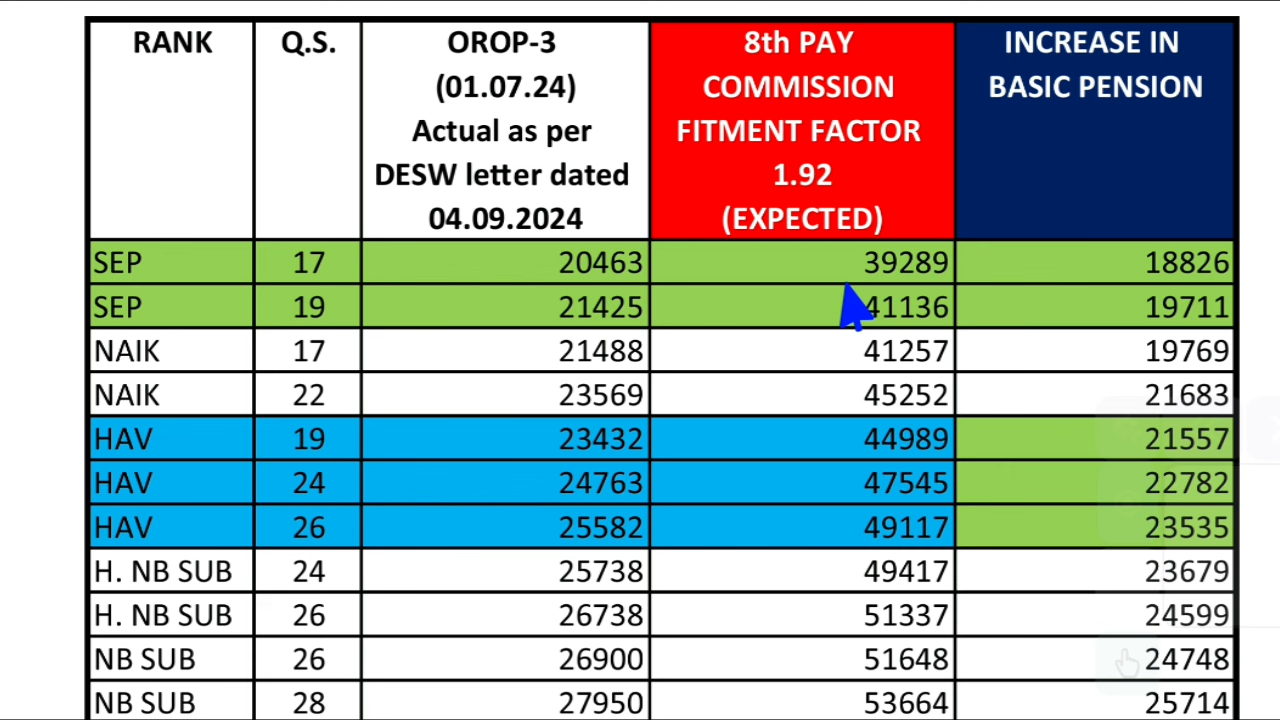 RANK Q.S. OROP-3 (01.07.24) Actual as per DESW letter dated 04.09.2024 8th PAY COMMISSION FITMENT FACTOR 1.92 (EXPECTED) INCREASE IN BASIC PENSION
SEP 17 20463 39289 18826
SEP 19 21425 41136 19711
NAIK 17 21488 41257 19769
NAIK 22 23569 45252 21683
HAV 19 23432 44989 21557
HAV 24 24763 47545 22782
HAV 26 25582 49117 23535
H. NB SUB 24 25738 49417 23679
H. NB SUB 26 26738 51337 24599
NB SUB 26 26900 51648 24748
NB SUB 28 27950 53664 25714